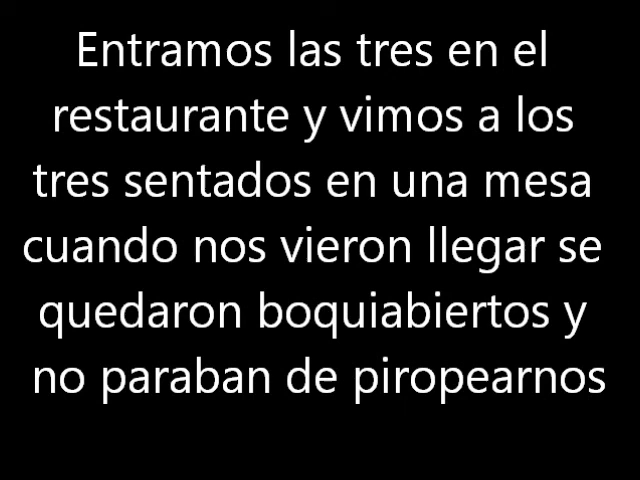 Entramos las tres en el
restaurante y vimos a los
tres sentados en una mesa
cuando nos vieron llegar se
quedaron boquiabiertos y
no paraban de piropearnos